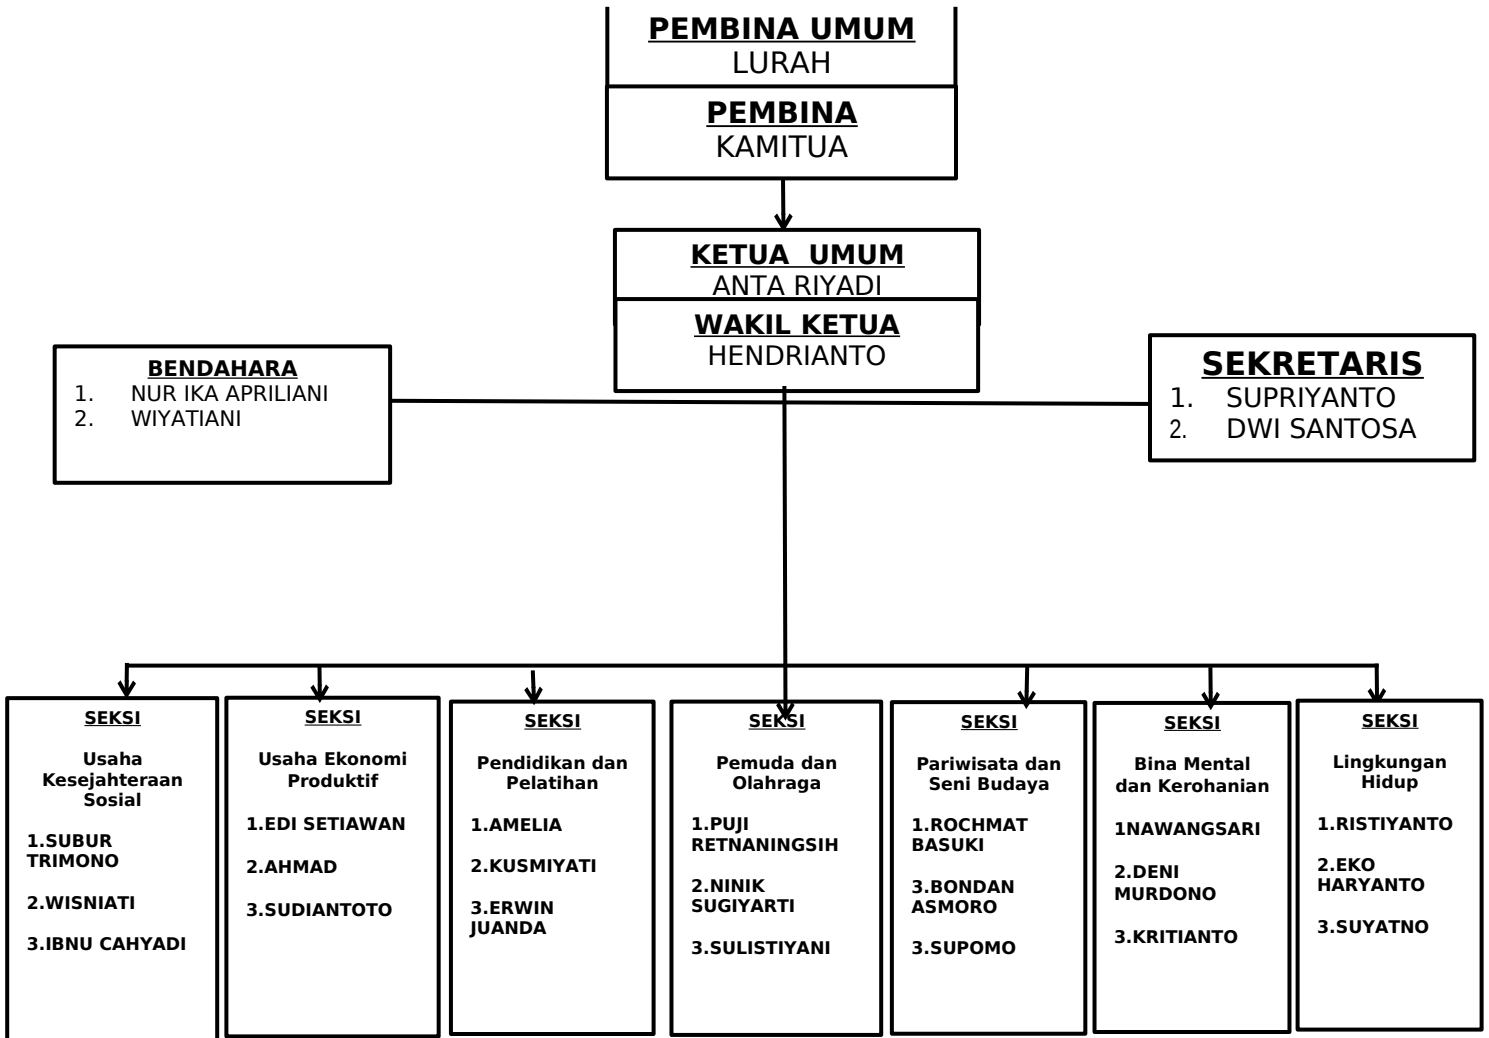 PEMBINA UMUM
LURAH
PEMBINA
KAMITUA
KETUA  UMUM
ANTA RIYADI
WAKIL KETUA
HENDRIANTO
BENDAHARA
1. NUR IKA APRILIANI
2. WIYATIANI
SEKRETARIS
1. SUPRIYANTO
2. DWI SANTOSA
SEKSI
Usaha
Kesejahteraan
Sosial
1.SUBUR
TRIMONO
2.WISNIATI
3.IBNU CAHYADI
SEKSI
Usaha Ekonomi
Produktif
1.EDI SETIAWAN
2.AHMAD
3.SUDIANTOTO
SEKSI
Pendidikan dan
Pelatihan
1.AMELIA
2.KUSMIYATI
3.ERWIN
JUANDA
SEKSI
Pemuda dan
Olahraga
1.PUJI
RETNANINGSIH
2.NINIK
SUGIYARTI
3.SULISTIYANI
SEKSI
Pariwisata dan
Seni Budaya
1.ROCHMAT
BASUKI
3.BONDAN
ASMORO
3.SUPOMO
SEKSI
Bina Mental
dan Kerohanian
1NAWANGSARI
2.DENI
MURDONO
3.KRITIANTO
SEKSI
Lingkungan
Hidup
1.RISTIYANTO
2.EKO
HARYANTO
3.SUYATNO